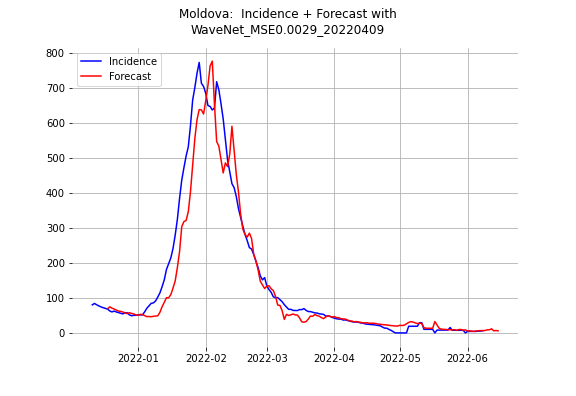 Moldova: Incidence + Forecast with
WaveNet_MSE0.0029_20220409
Incidence
Forecast
800
700
600
500
400
300
200
100
0
2022-01 2022-02 2022-03 2022-04 2022-05 2022-06